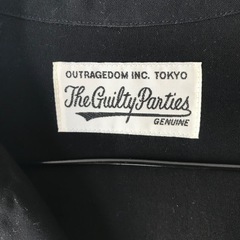 OUTRAGEDOM INC. TOKYO
The Guilty Parties
GENUINE